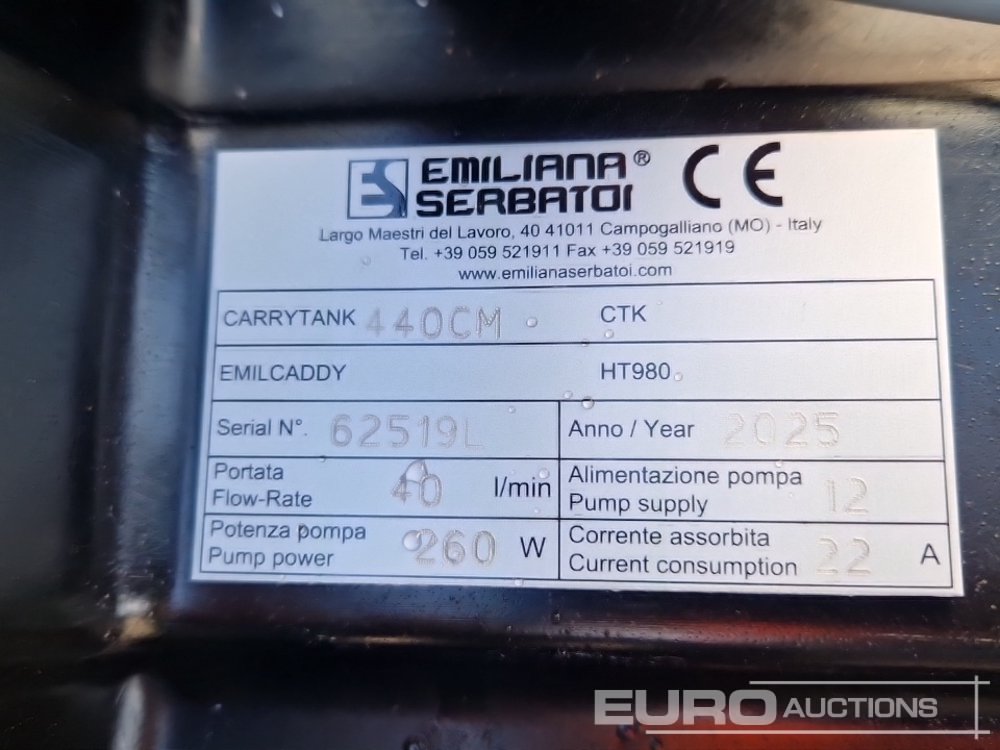 EMILIANA®
SERBATOI
CE
Largo Maestri del Lavoro, 40 41011 Campogalliano (MO) - Italy
Tel. +39 059 521911 Fax +39 059 521919
www.emilianaserbatoi.com
CARRYTANK 440CM CTK
EMILCADDY HT980
Serial N°. 62519L Anno / Year 2025
Portata
Flow-Rate 40 l/min
Alimentazione pompa
Pump supply 12
Potenza pompa
Pump power 260 W
Corrente assorbita
Current consumption 22 A
EURO AUCTIONS